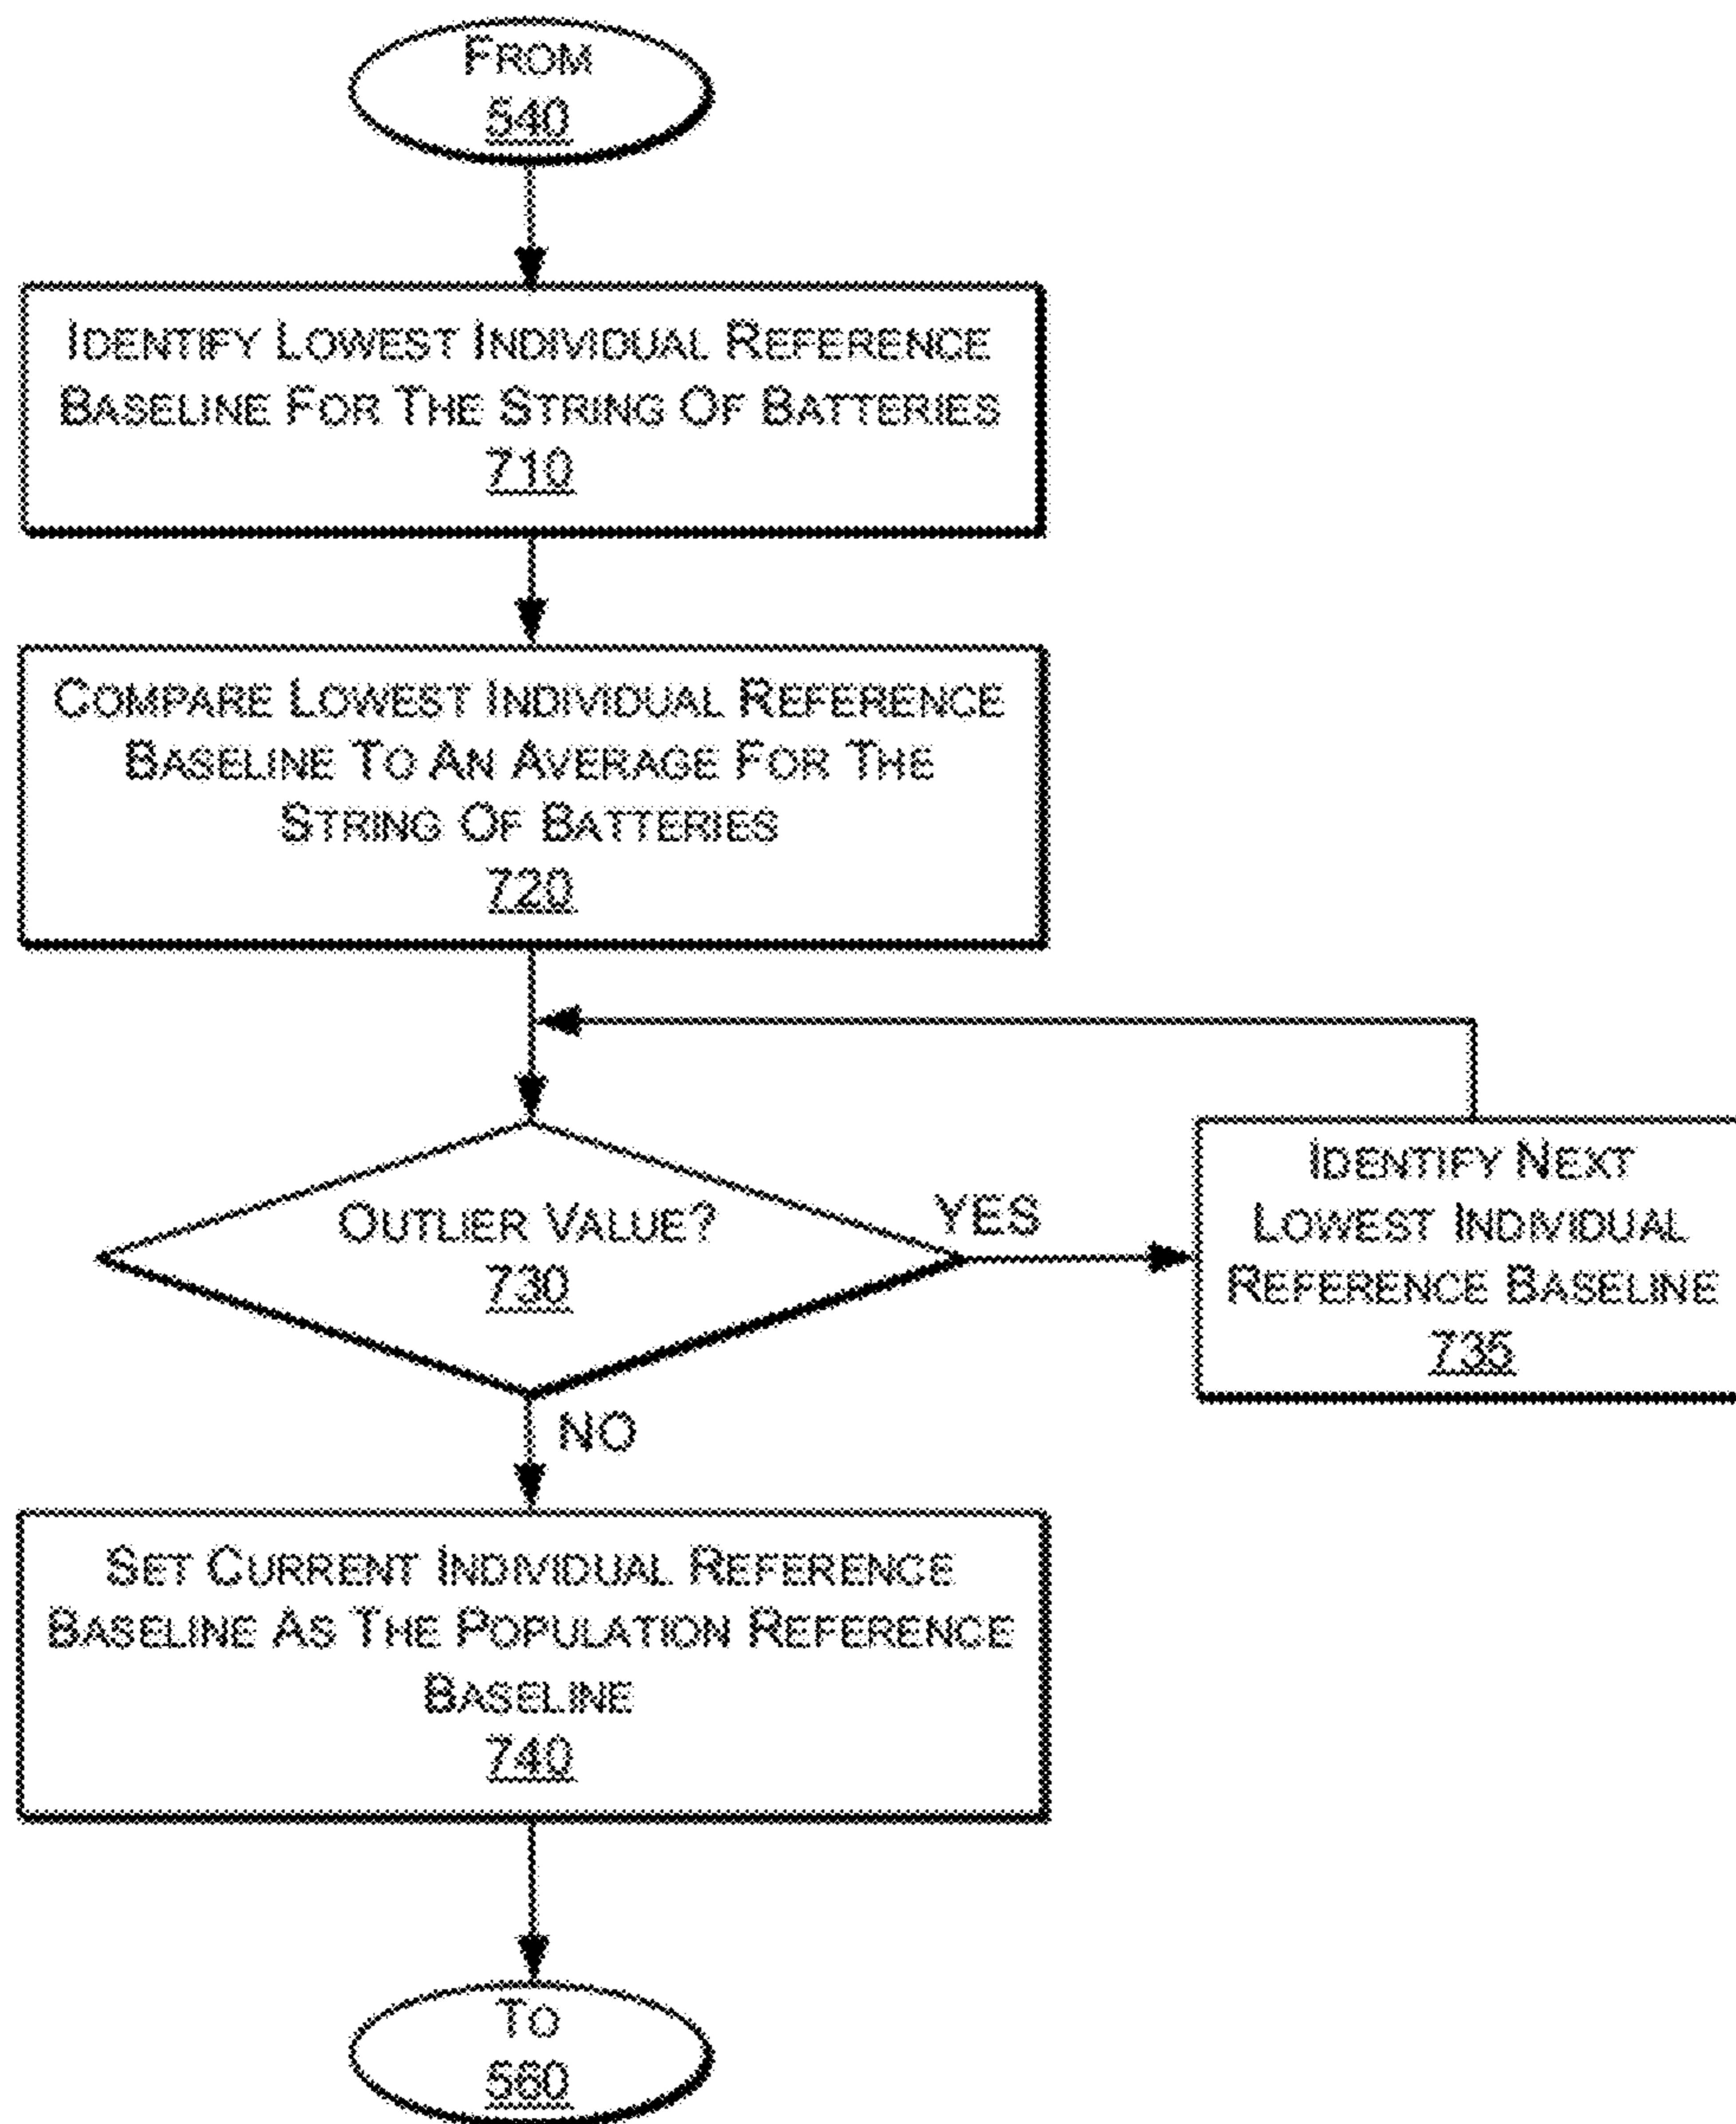 FROM
540
IDENTIFY LOWEST INDIVIDUAL REFERENCE
BASELINE FOR THE STRING OF BATTERIES
710
COMPARE LOWEST INDIVIDUAL REFERENCE
BASELINE TO AN AVERAGE FOR THE
STRING OF BATTERIES
720
OUTLIER VALUE?
730
YES
IDENTIFY NEXT
LOWEST INDIVIDUAL
REFERENCE BASELINE
735
NO
SET CURRENT INDIVIDUAL REFERENCE
BASELINE AS THE POPULATION REFERENCE
BASELINE
740
TO
560